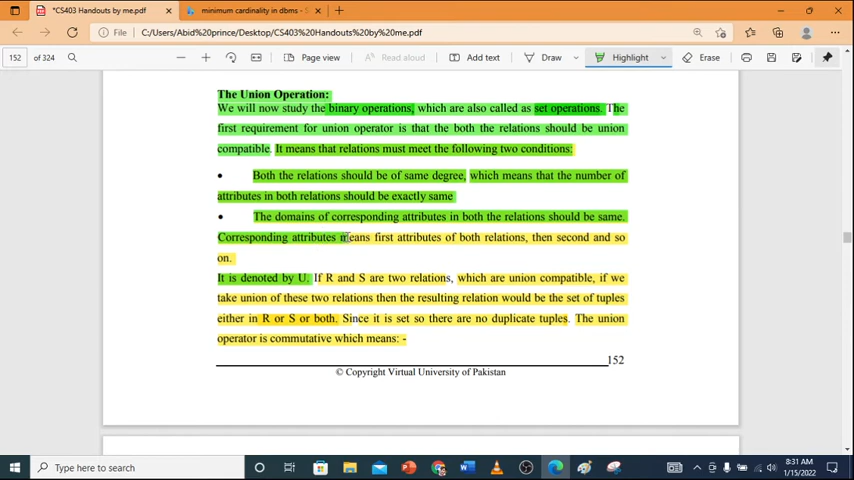 *CS403 Handouts by me.pdf
minimum cardinality in dbms - S
File
C:/Users/Abid%20prince/Desktop/CS403%20Handouts%20by%20me.pdf
152 of 324
Page view
Read aloud
Add text
Draw
Highlight
Erase
The Union Operation:
We will now study the binary operations, which are also called as set operations. The
first requirement for union operator is that the both the relations should be union
compatible. It means that relations must meet the following two conditions:
• Both the relations should be of same degree, which means that the number of
attributes in both relations should be exactly same
• The domains of corresponding attributes in both the relations should be same.
Corresponding attributes means first attributes of both relations, then second and so
on.
It is denoted by U. If R and S are two relations, which are union compatible, if we
take union of these two relations then the resulting relation would be the set of tuples
either in R or S or both. Since it is set so there are no duplicate tuples. The union
operator is commutative which means: -
152
© Copyright Virtual University of Pakistan
Type here to search
8:31 AM
1/15/2022